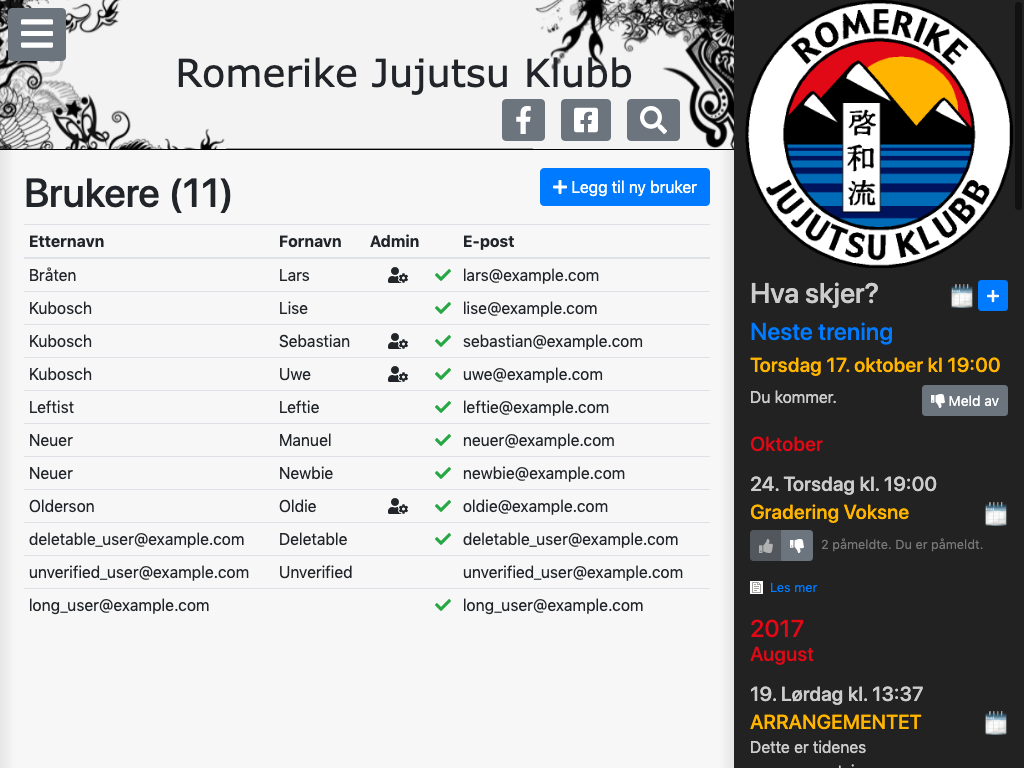 Romerike Jujutsu Klubb
Brukere (11)
Legg til ny bruker
Etternavn Fornavn Admin E-post
Bråten Lars lars@example.com
Kubosch Lise lise@example.com
Kubosch Sebastian sebastian@example.com
Kubosch Uwe uwe@example.com
Leftist Leftie leftie@example.com
Neuer Manuel neuer@example.com
Neuer Newbie newbie@example.com
Olderson Oldie oldie@example.com
deletable_user@example.com Deletable deletable_user@example.com
unverified_user@example.com Unverified unverified_user@example.com
long_user@example.com long_user@example.com
ROMERIKE
啓
和
流
JUJUTSU KLUBB
Hva skjer?
Neste trening
Torsdag 17. oktober kl 19:00
Du kommer.
Meld av
Oktober
24. Torsdag kl. 19:00
Gradering Voksne
2 påmeldte. Du er påmeldt.
Les mer
2017
August
19. Lørdag kl. 13:37
ARRANGEMENTET
Dette er tidenes